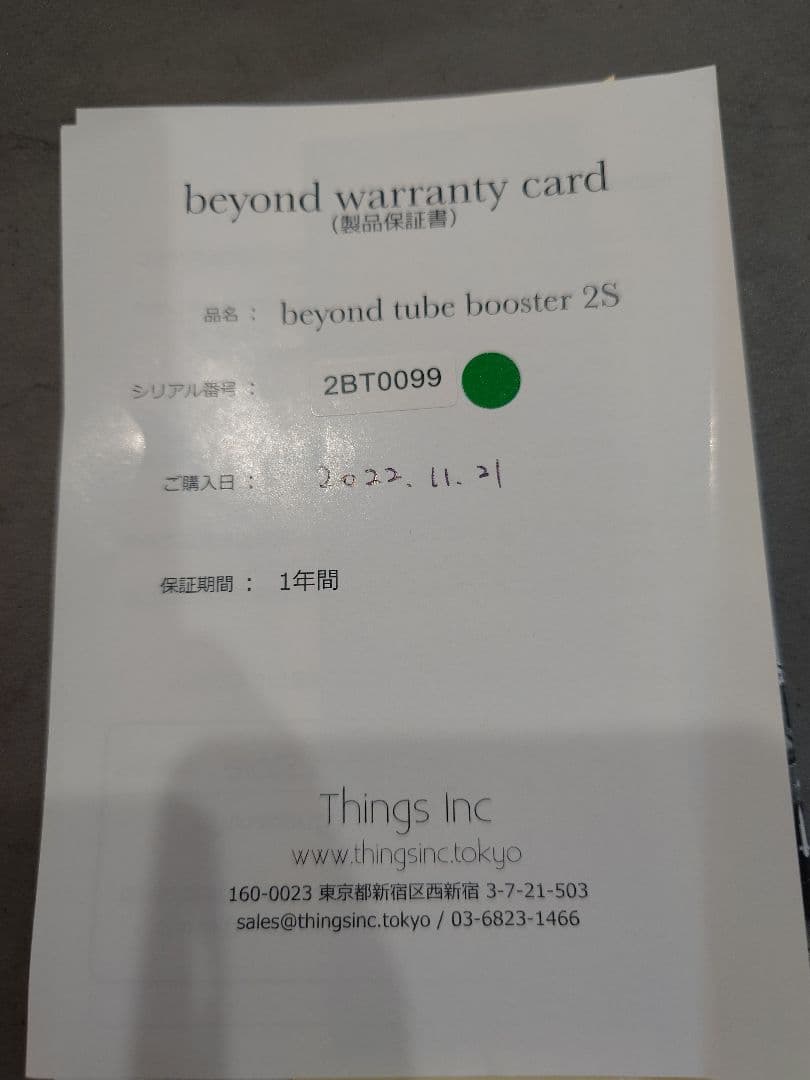 beyond warranty card
（製品保証書）
品名： beyond tube booster 2S
シリアル番号： 2BT0099
ご購入日： 2022.11.21
保証期間： 1年間
Things Inc
www.thingsinc.tokyo
160-0023 東京都新宿区西新宿 3-7-21-503
sales@thingsinc.tokyo / 03-6823-1466